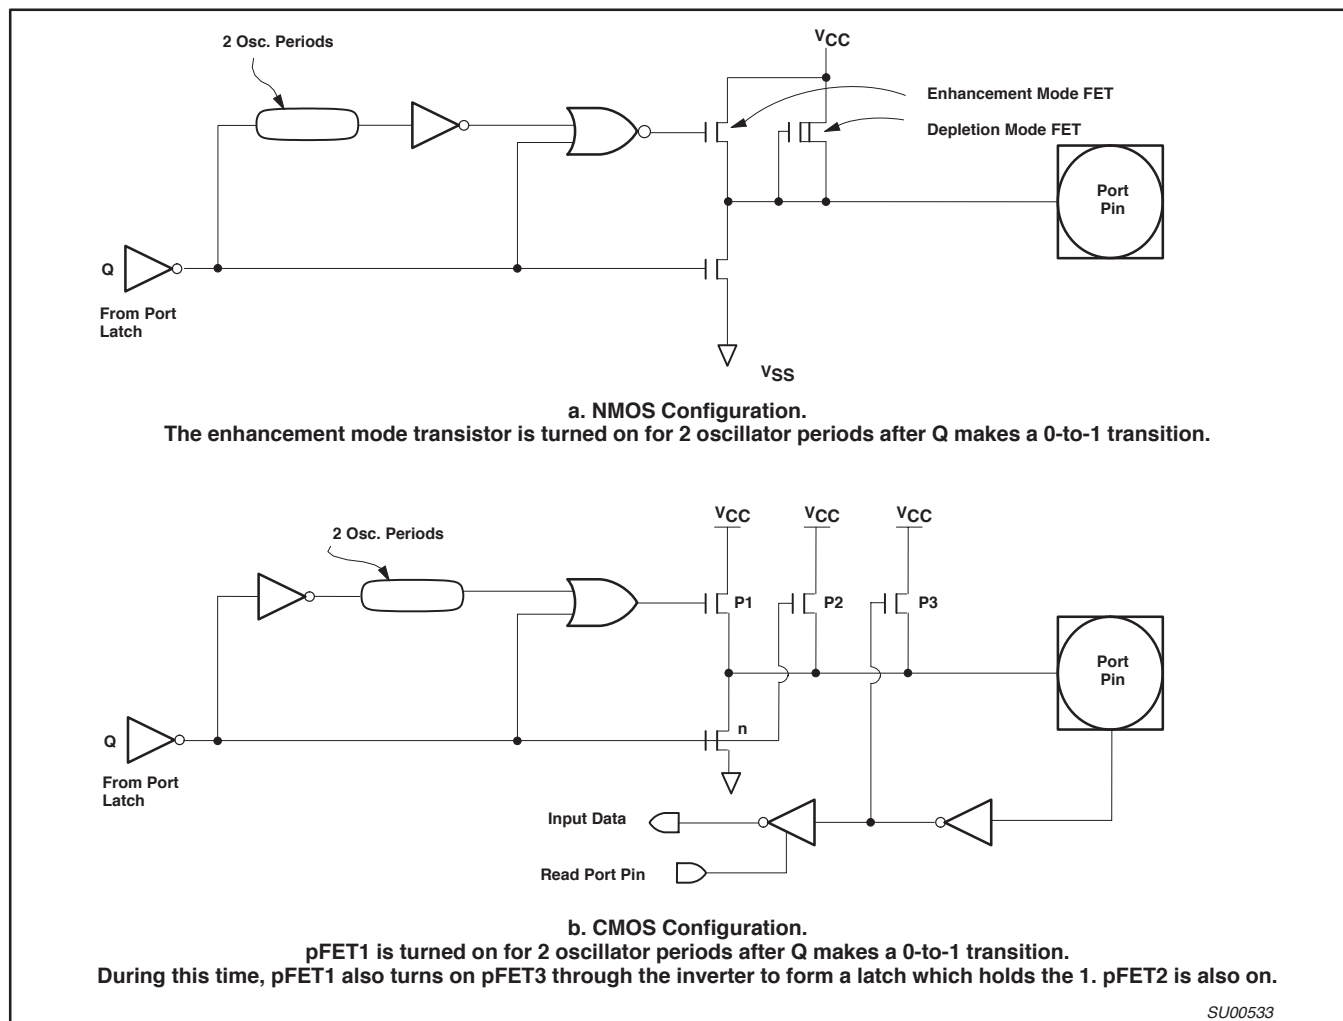 2 Osc. Periods
VCC
Enhancement Mode FET
Depletion Mode FET
Port
Pin
Q
From Port
Latch
VSS
a. NMOS Configuration.
The enhancement mode transistor is turned on for 2 oscillator periods after Q makes a 0-to-1 transition.
2 Osc. Periods
VCC
VCC
VCC
P1
P2
P3
Port
Pin
n
Q
From Port
Latch
Input Data
Read Port Pin
b. CMOS Configuration.
pFET1 is turned on for 2 oscillator periods after Q makes a 0-to-1 transition.
During this time, pFET1 also turns on pFET3 through the inverter to form a latch which holds the 1. pFET2 is also on.
SU00533